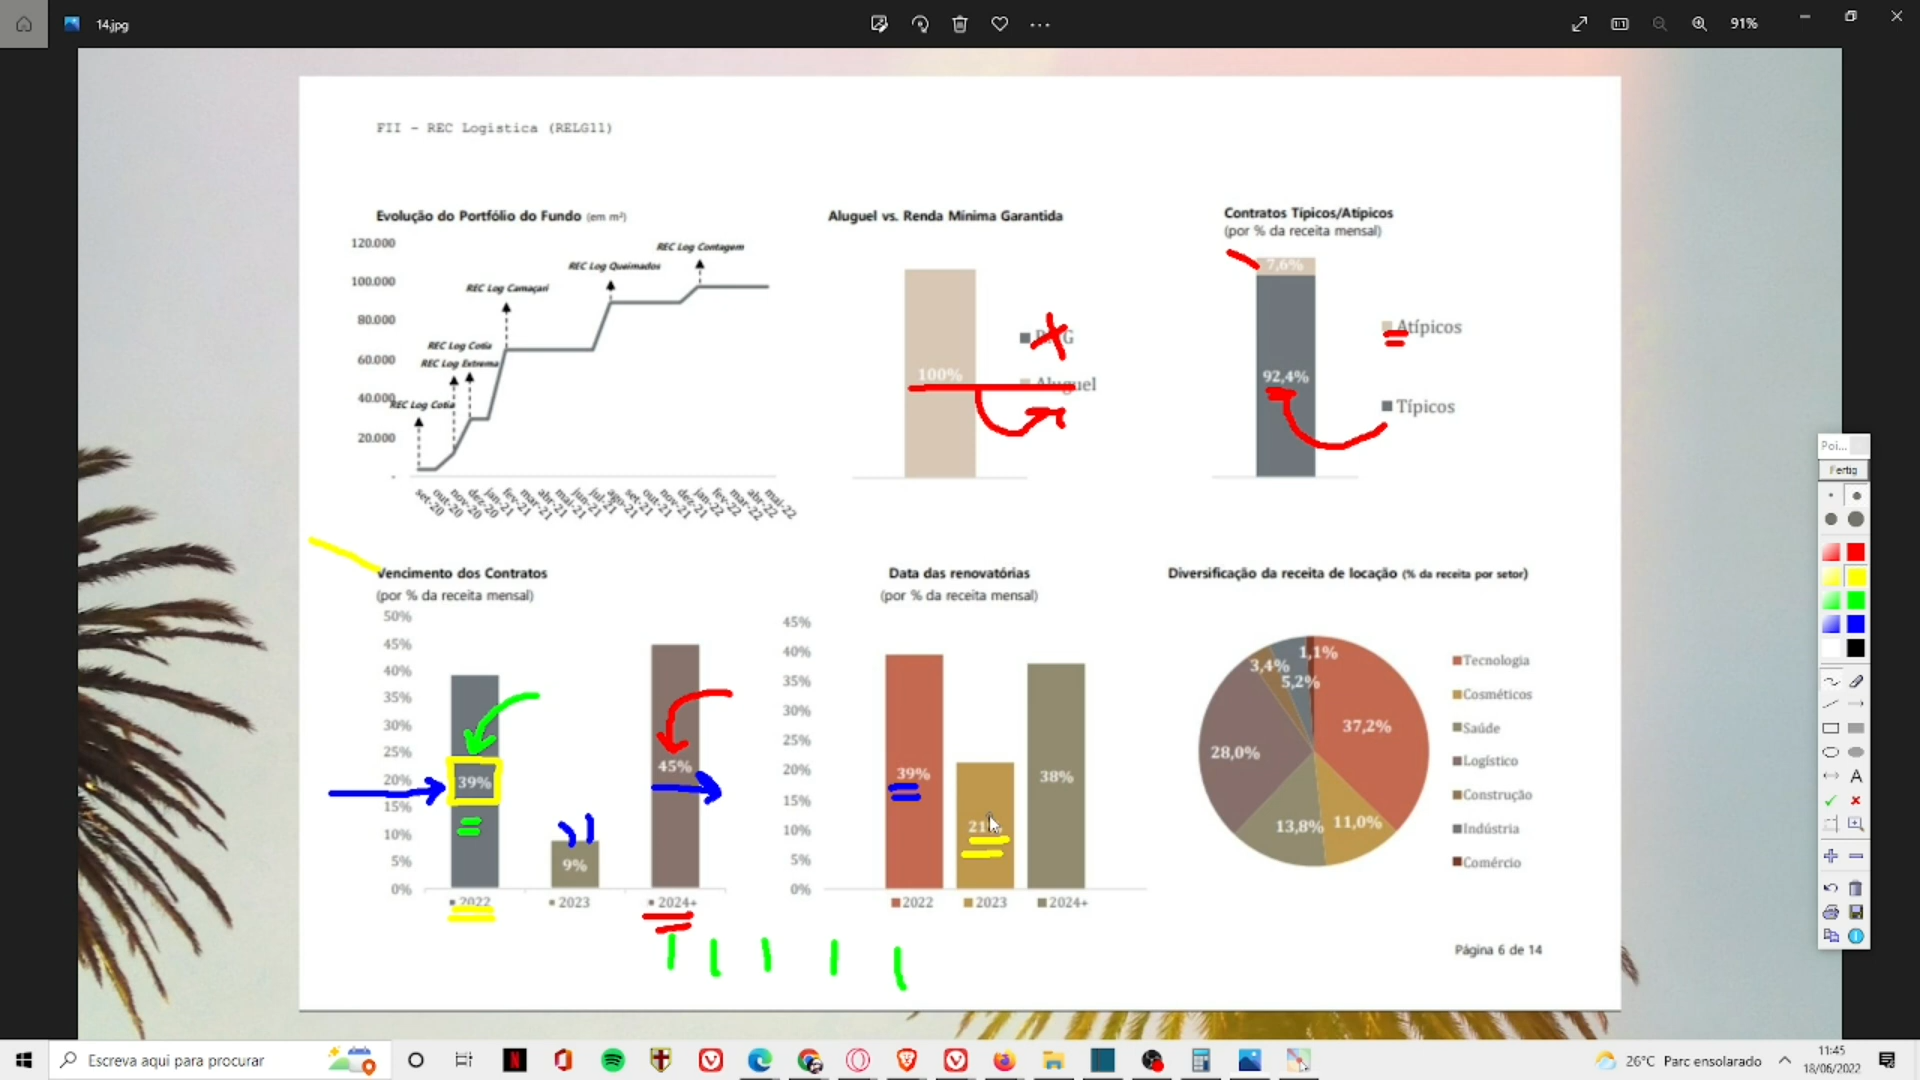 14.jpg
91%
FII - REC Logística (RELG11)
Evolução do Portfólio do Fundo (em m²)
120.000
100.000
80.000
60.000
40.000
20.000
-
REC Log Cotia
REC Log Cotia
REC Log Extrema
REC Log Camaçari
REC Log Queimados
REC Log Contagem
set-20
out-20
nov-20
dez-20
jan-21
fev-21
mar-21
abr-21
mai-21
jun-21
jul-21
ago-21
set-21
out-21
nov-21
dez-21
jan-22
fev-22
mar-22
abr-22
mai-22
Aluguel vs. Renda Mínima Garantida
100%
Aluguel
Contratos Típicos/Atípicos
(por % da receita mensal)
7,6%
92,4%
Atípicos
Típicos
Vencimento dos Contratos
(por % da receita mensal)
50%
45%
40%
35%
30%
25%
20%
15%
10%
5%
0%
39%
9%
45%
2022
2023
2024+
Data das renovatórias
(por % da receita mensal)
45%
40%
35%
30%
25%
20%
15%
10%
5%
0%
39%
21%
38%
2022
2023
2024+
Diversificação da receita de locação (% da receita por setor)
37,2%
11,0%
13,8%
28,0%
3,4%
5,2%
1,1%
Tecnologia
Cosméticos
Saúde
Logístico
Construção
Indústria
Comércio
Página 6 de 14
Poi...
Fertig
A
Escreva aqui para procurar
26°C Parc ensolarado
11:45
18/06/2022